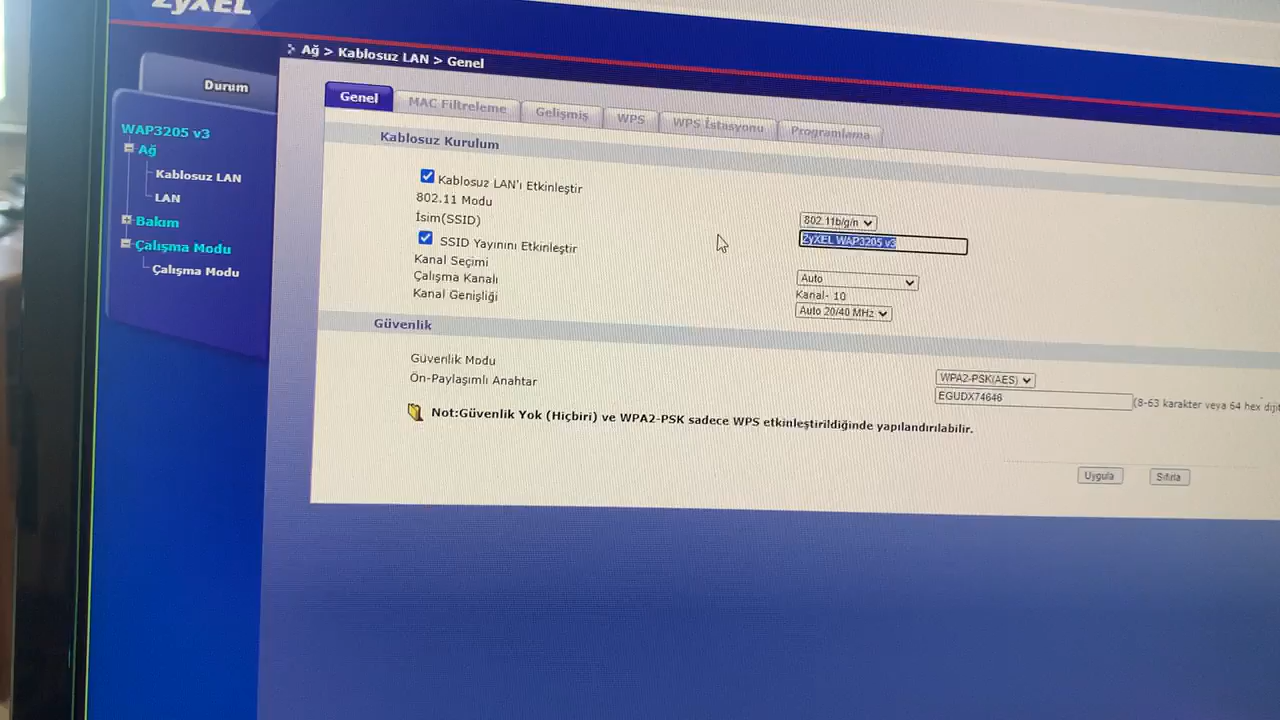 ZyXEL
Ağ > Kablosuz LAN > Genel
Durum
WAP3205 v3
Ağ
Kablosuz LAN
LAN
Bakım
Çalışma Modu
Çalışma Modu
Genel
MAC Filtreleme
Gelişmiş
WPS
WPS İstasyonu
Programlama
Kablosuz Kurulum
Kablosuz LAN'ı Etkinleştir
802.11 Modu
802.11b/g/n
İsim(SSID)
ZyXEL WAP3205 v3
SSID Yayınını Etkinleştir
Kanal Seçimi
Auto
Çalışma Kanalı
Kanal- 10
Kanal Genişliği
Auto 20/40 MHz
Güvenlik
Güvenlik Modu
WPA2-PSK(AES)
Ön-Paylaşımlı Anahtar
EGUDX74646
(8-63 karakter veya 64 hex dijit
Not:Güvenlik Yok (Hiçbiri) ve WPA2-PSK sadece WPS etkinleştirildiğinde yapılandırılabilir.
Uygula
Sıfırla